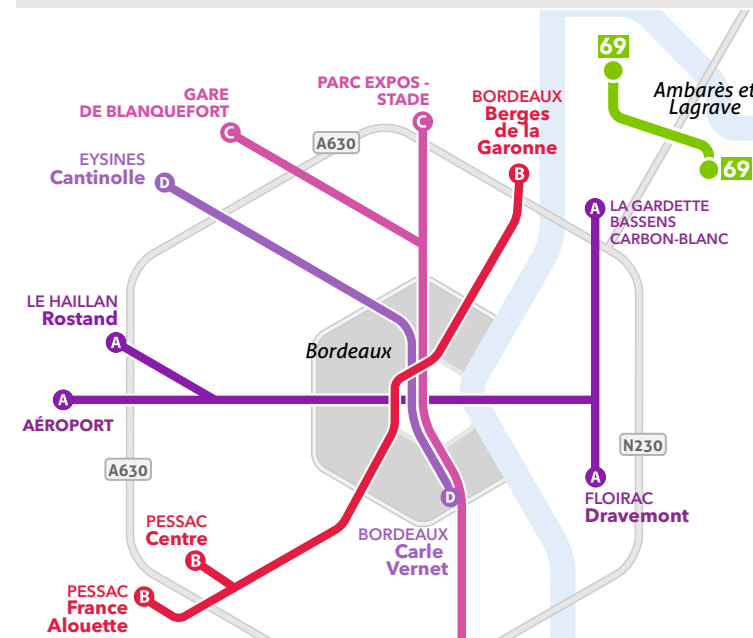 69
Ambarès et
Lagrave
69
GARE
DE BLANQUEFORT
C
PARC EXPOS -
STADE
C
BORDEAUX
Berges
de la
Garonne
B
A630
EYSINES
Cantinolle
D
A
LA GARDETTE
BASSENS
CARBON-BLANC
LE HAILLAN
Rostand
A
Bordeaux
A
AÉROPORT
A630
N230
A
FLOIRAC
Dravemont
D
BORDEAUX
Carle
Vernet
PESSAC
Centre
B
PESSAC
France
Alouette
B